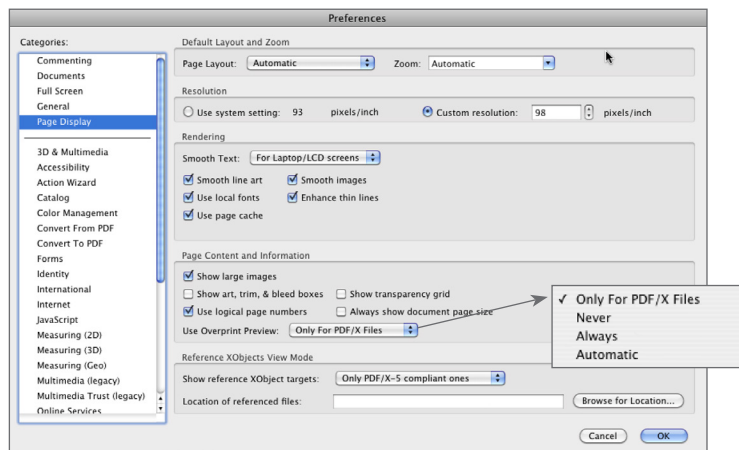 Preferences
Categories:
Commenting
Documents
Full Screen
General
Page Display
3D & Multimedia
Accessibility
Action Wizard
Catalog
Color Management
Convert From PDF
Convert To PDF
Forms
Identity
International
Internet
JavaScript
Measuring (2D)
Measuring (3D)
Measuring (Geo)
Multimedia (legacy)
Multimedia Trust (legacy)
Online Services
Default Layout and Zoom
Page Layout: Automatic Zoom: Automatic
Resolution
Use system setting: 93 pixels/inch Custom resolution: 98 pixels/inch
Rendering
Smooth Text: For Laptop/LCD screens
Smooth line art Smooth images
Use local fonts Enhance thin lines
Use page cache
Page Content and Information
Show large images
Show art, trim, & bleed boxes Show transparency grid
Use logical page numbers Always show document page size
Use Overprint Preview: Only For PDF/X Files
Only For PDF/X Files
Never
Always
Automatic
Reference XObjects View Mode
Show reference XObject targets: Only PDF/X-5 compliant ones
Location of referenced files: Browse for Location...
Cancel OK